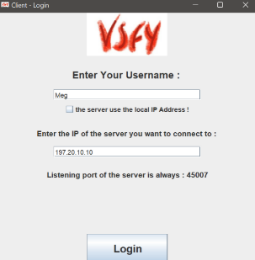 Client - Login
VSFY
Enter Your Username :
Meg
the server use the local IP Address !
Enter the IP of the server you want to connect to :
197.20.10.10
Listening port of the server is always : 45007
Login